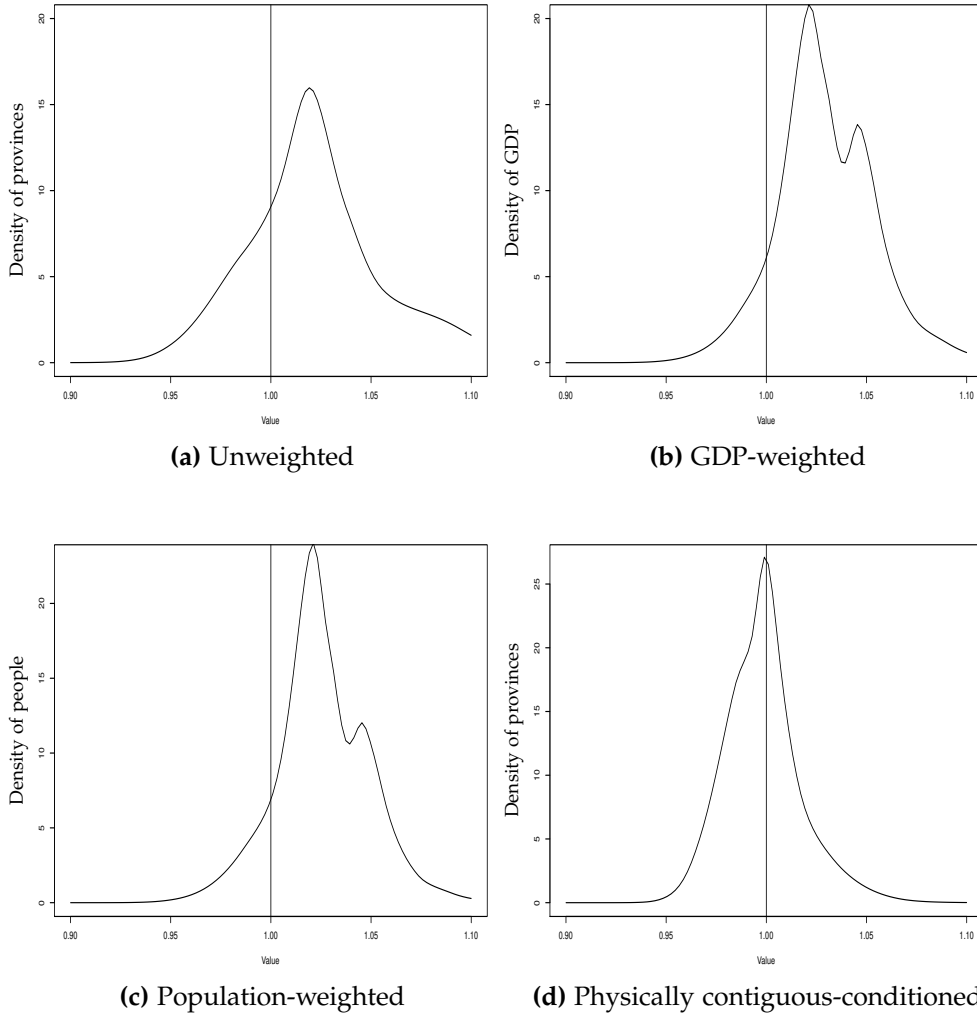 Density of provinces
20
15
10
5
0
0.90 0.95 1.00 1.05 1.10
Value
(a) Unweighted
Density of GDP
20
15
10
5
0
0.90 0.95 1.00 1.05 1.10
Value
(b) GDP-weighted
Density of people
20
15
10
5
0
0.90 0.95 1.00 1.05 1.10
Value
(c) Population-weighted
Density of provinces
25
20
15
10
5
0
0.90 0.95 1.00 1.05 1.10
Value
(d) Physically contiguous-conditioned